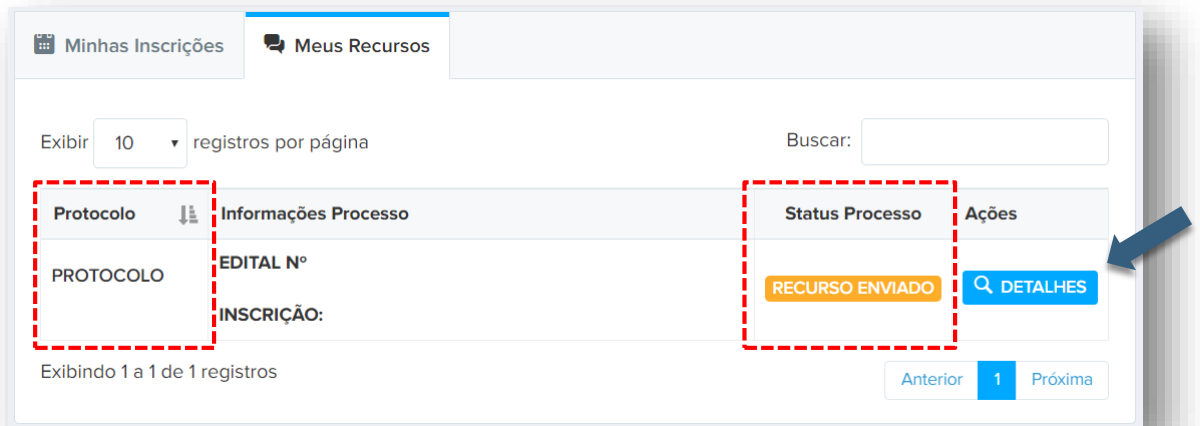 Minhas Inscrições Meus Recursos
Exibir 10 registros por página Buscar:
Protocolo Informações Processo Status Processo Ações
PROTOCOLO EDITAL Nº RECURSO ENVIADO DETALHES
INSCRIÇÃO:
Exibindo 1 a 1 de 1 registros Anterior 1 Próxima